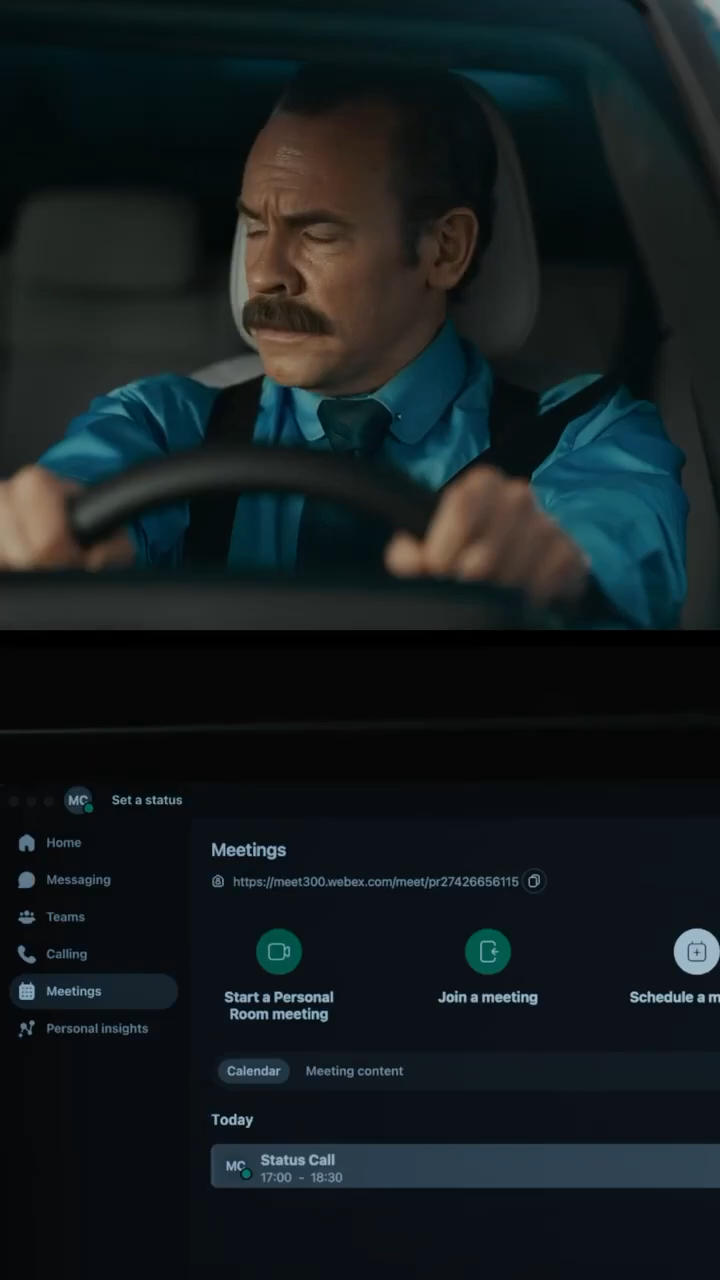 MC Set a status
Home
Messaging
Teams
Calling
Meetings
Personal insights
Meetings
https://meet300.webex.com/meet/pr27426656115
Start a Personal
Room meeting
Join a meeting
Schedule a m
Calendar
Meeting content
Today
MC
Status Call
17:00 - 18:30